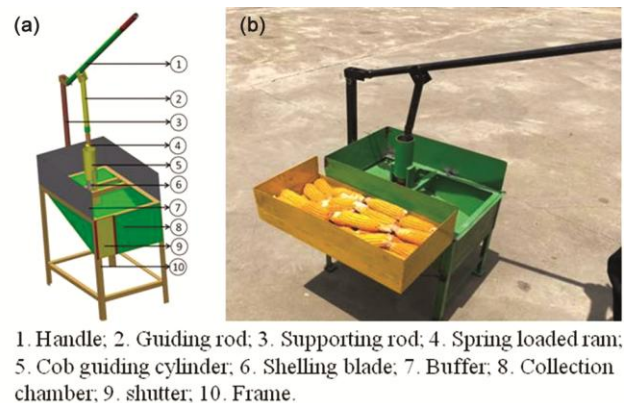 (a)
(b)
1
2
3
4
5
6
7
8
9
10
1. Handle; 2. Guiding rod; 3. Supporting rod; 4. Spring loaded ram;
5. Cob guiding cylinder; 6. Shelling blade; 7. Buffer; 8. Collection
chamber; 9. shutter; 10. Frame.